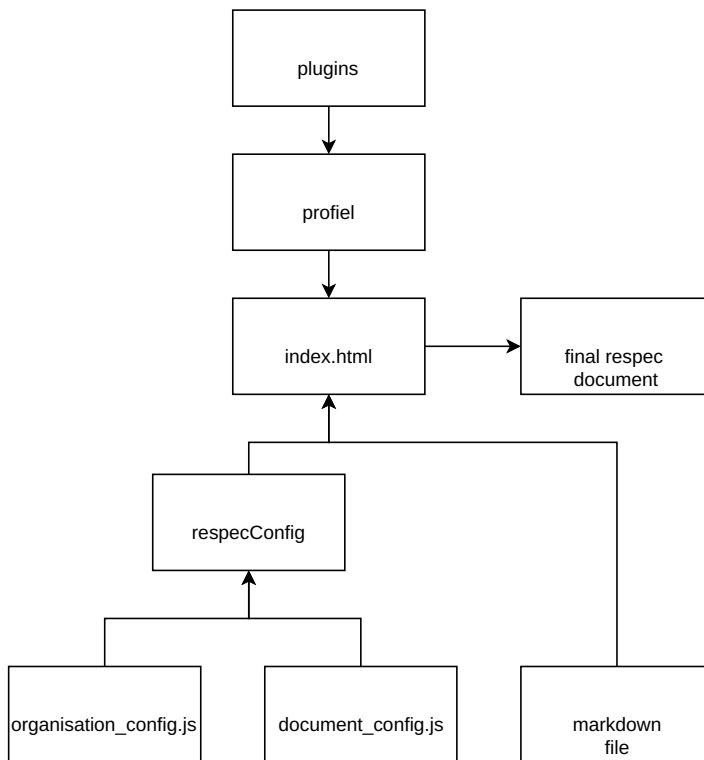 plugins
profiel
index.html
final respec
document
respecConfig
organisation_config.js
document_config.js
markdown
file